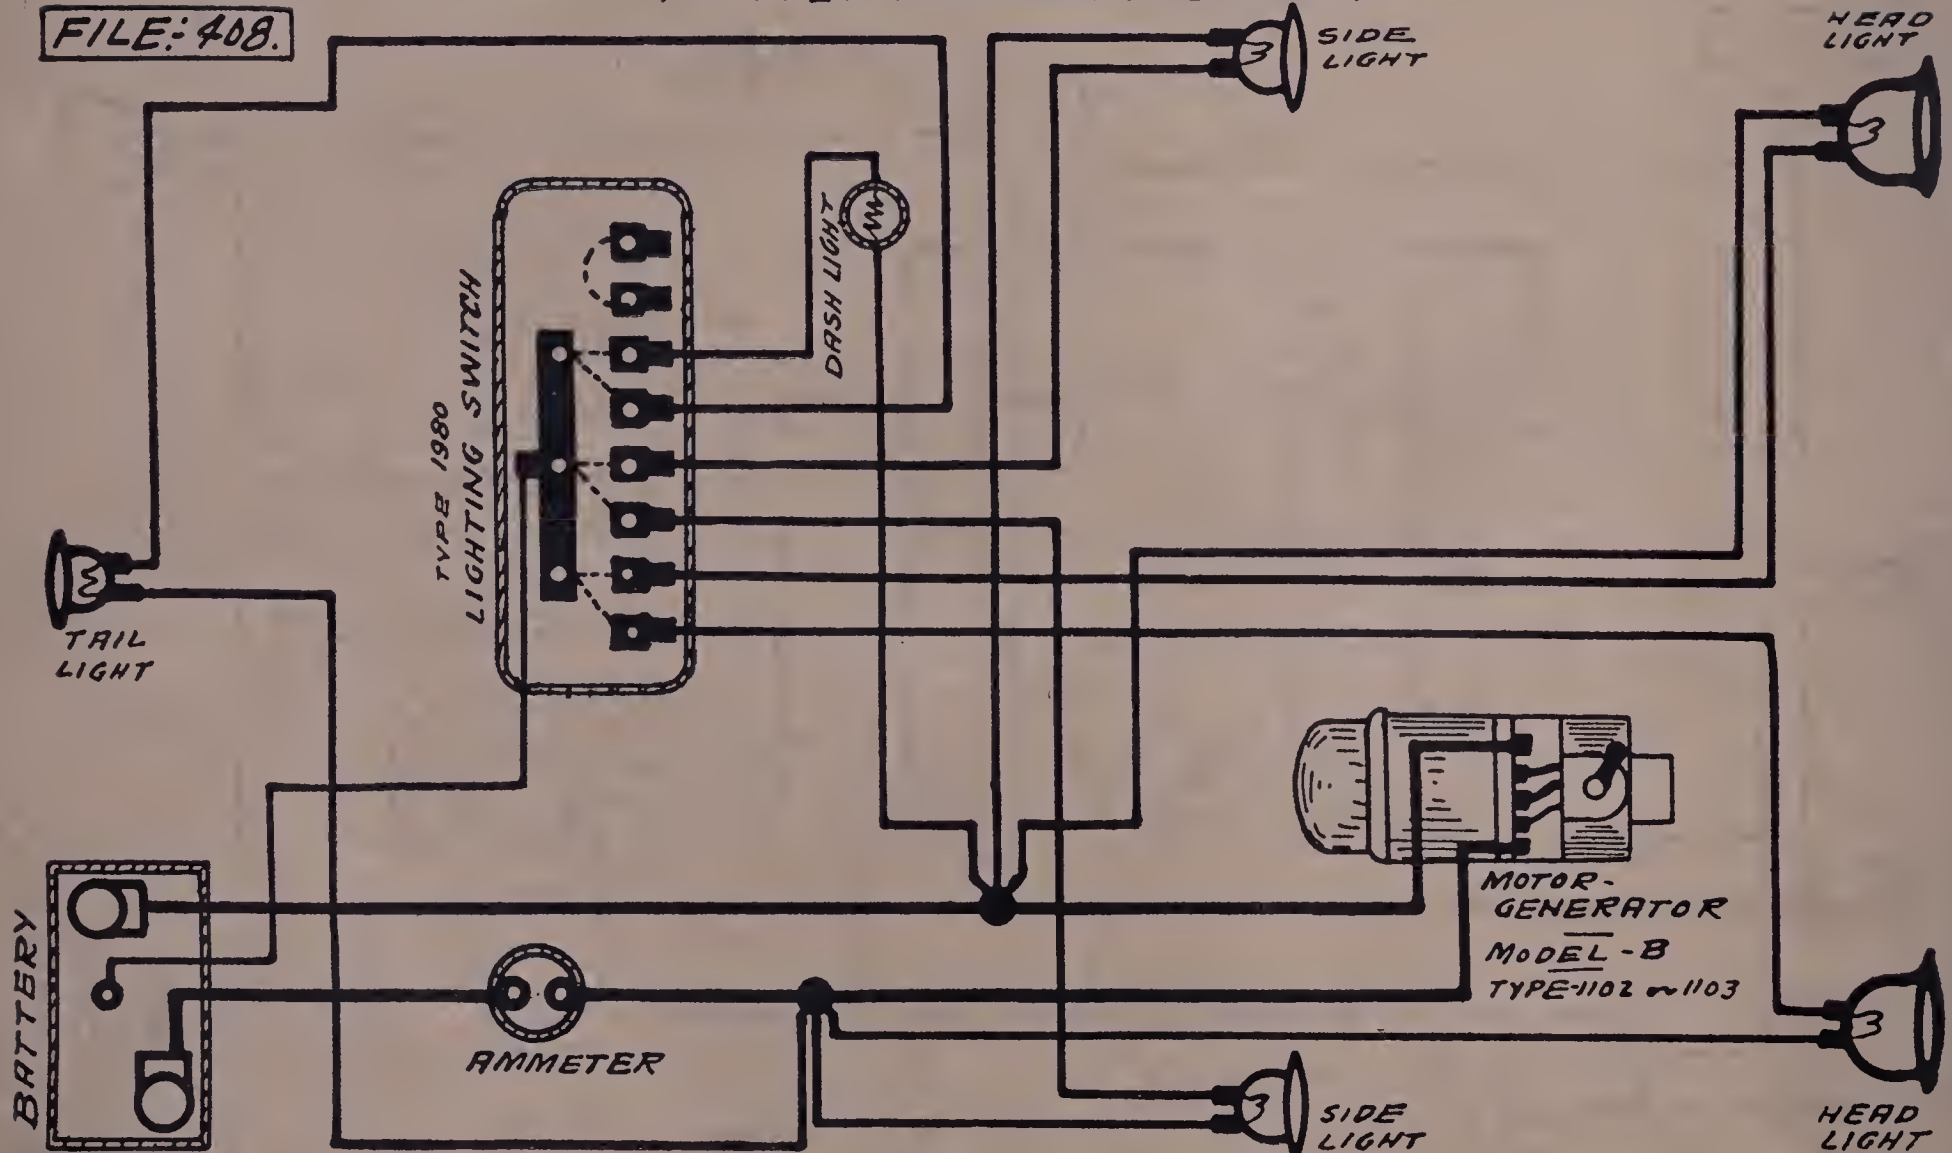 FILE:-408.
SIDE
LIGHT
HEAD
LIGHT
DASH LIGHT
TYPE 1980
LIGHTING SWITCH
TAIL
LIGHT
MOTOR-
GENERATOR
MODEL-B
TYPE-1102 or 1103
BATTERY
AMMETER
SIDE
LIGHT
HEAD
LIGHT